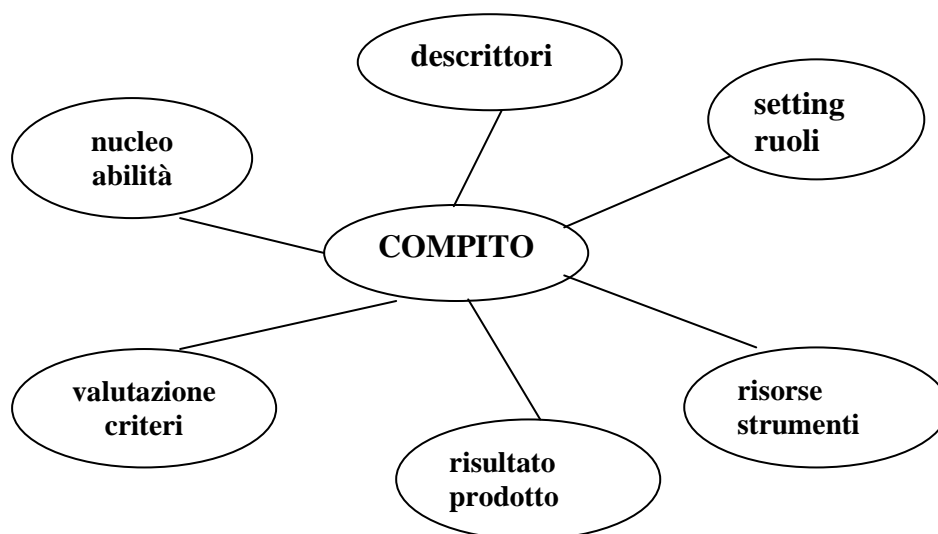 descrittori
setting
ruoli
nucleo
abilità
COMPITO
valutazione
criteri
risorse
strumenti
risultato
prodotto